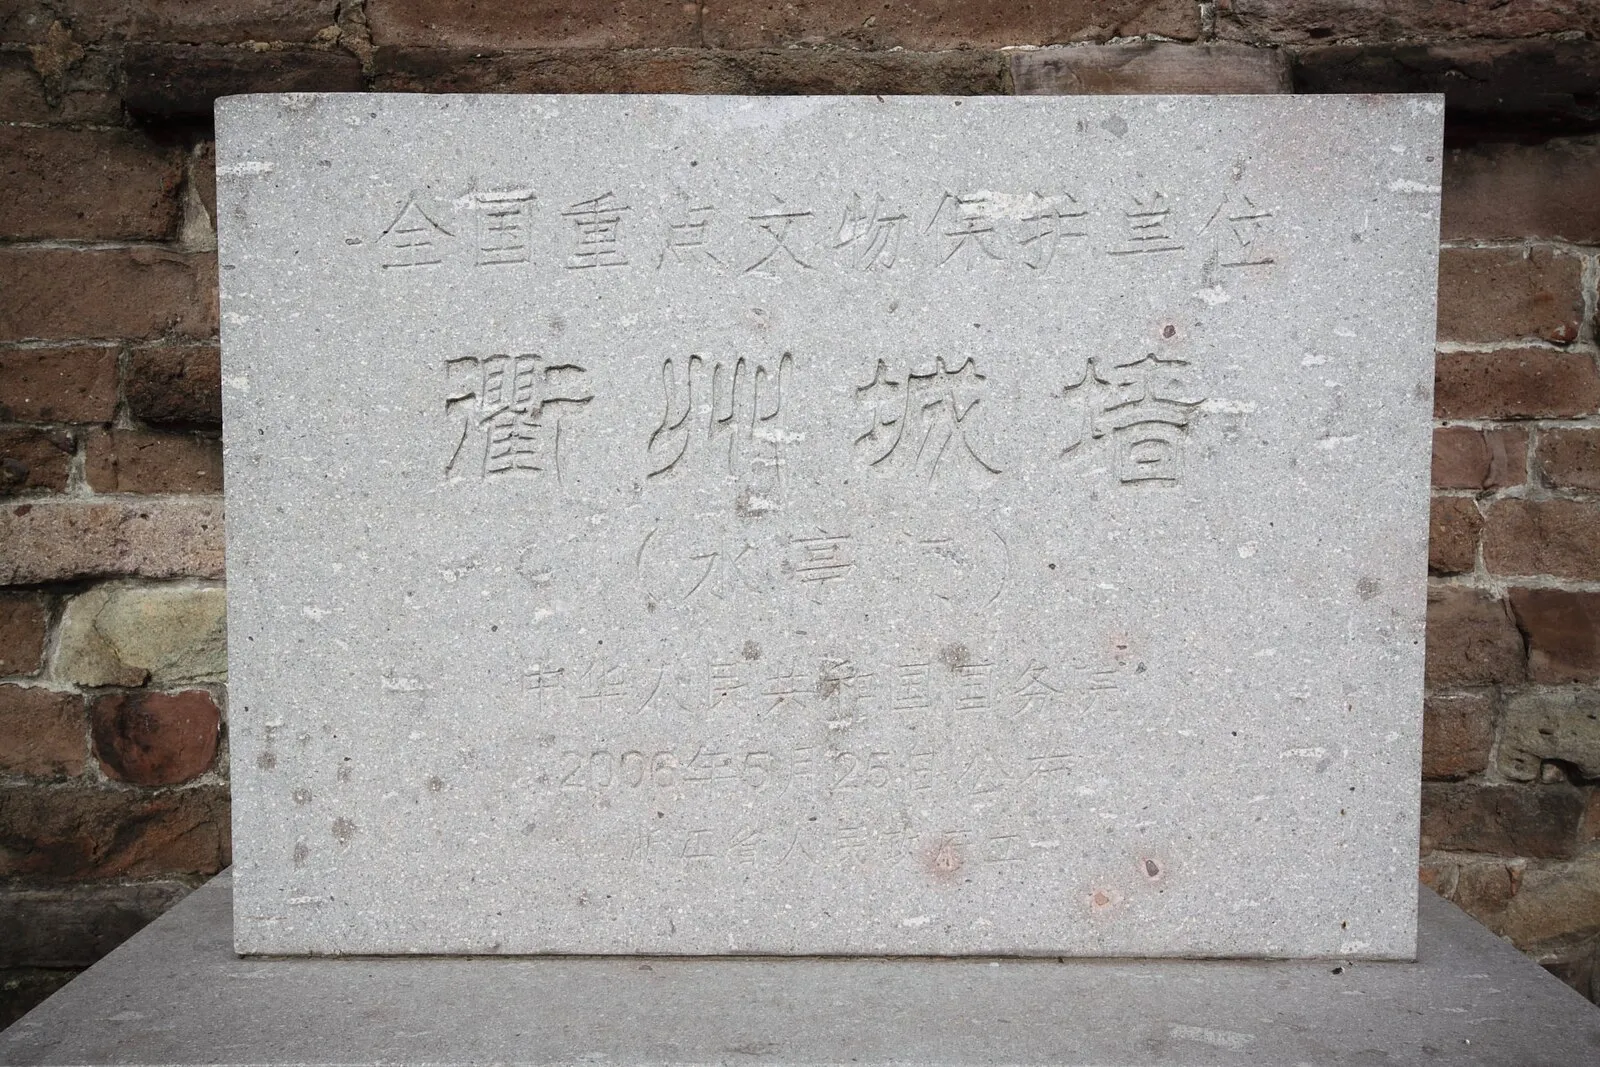 全国重点文物保护单位
衢州城墙
（水亭门）
中华人民共和国国务院
2006年5月25日公布
浙江省人民政府立